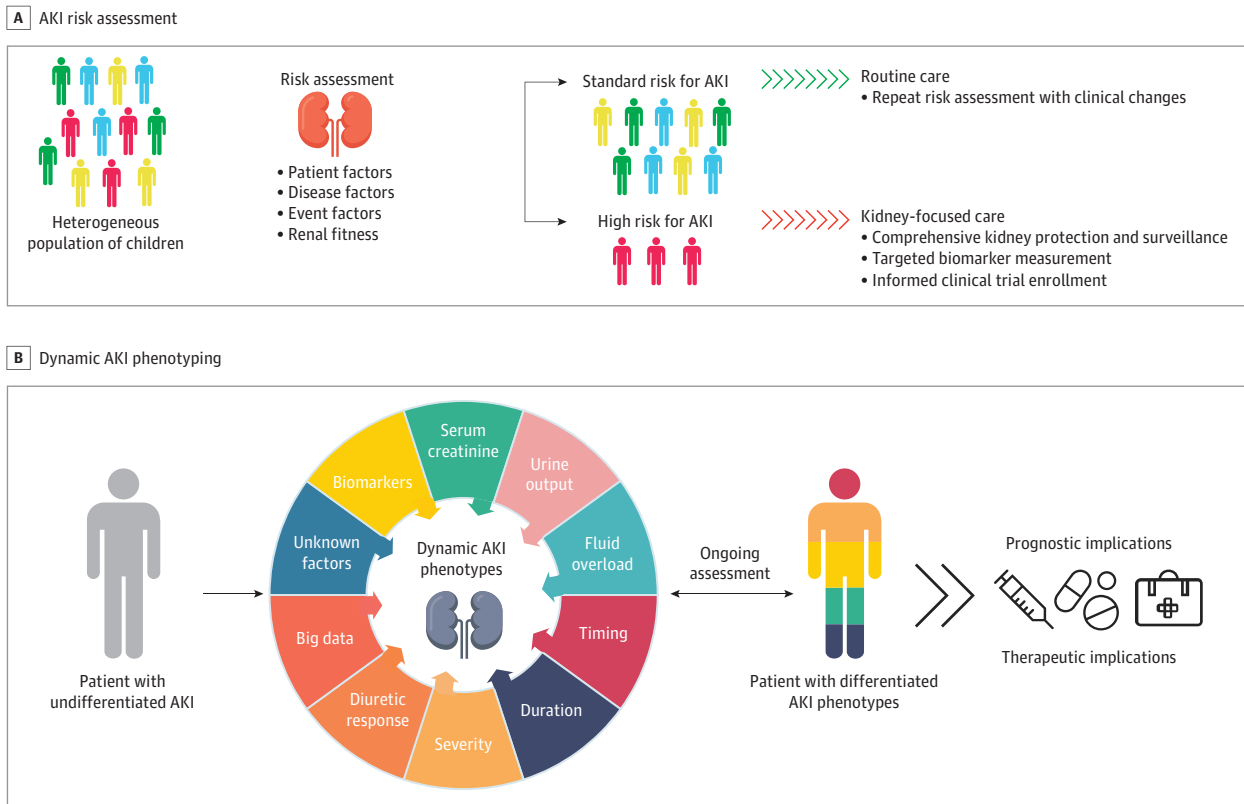 A AKI risk assessment
Heterogeneous
population of children
Risk assessment
• Patient factors
• Disease factors
• Event factors
• Renal fitness
Standard risk for AKI
Routine care
• Repeat risk assessment with clinical changes
High risk for AKI
Kidney-focused care
• Comprehensive kidney protection and surveillance
• Targeted biomarker measurement
• Informed clinical trial enrollment
B Dynamic AKI phenotyping
Patient with
undifferentiated AKI
Serum
creatinine
Urine
output
Fluid
overload
Timing
Duration
Severity
Diuretic
response
Big data
Unknown
factors
Biomarkers
Dynamic AKI
phenotypes
Ongoing
assessment
Patient with differentiated
AKI phenotypes
Prognostic implications
Therapeutic implications